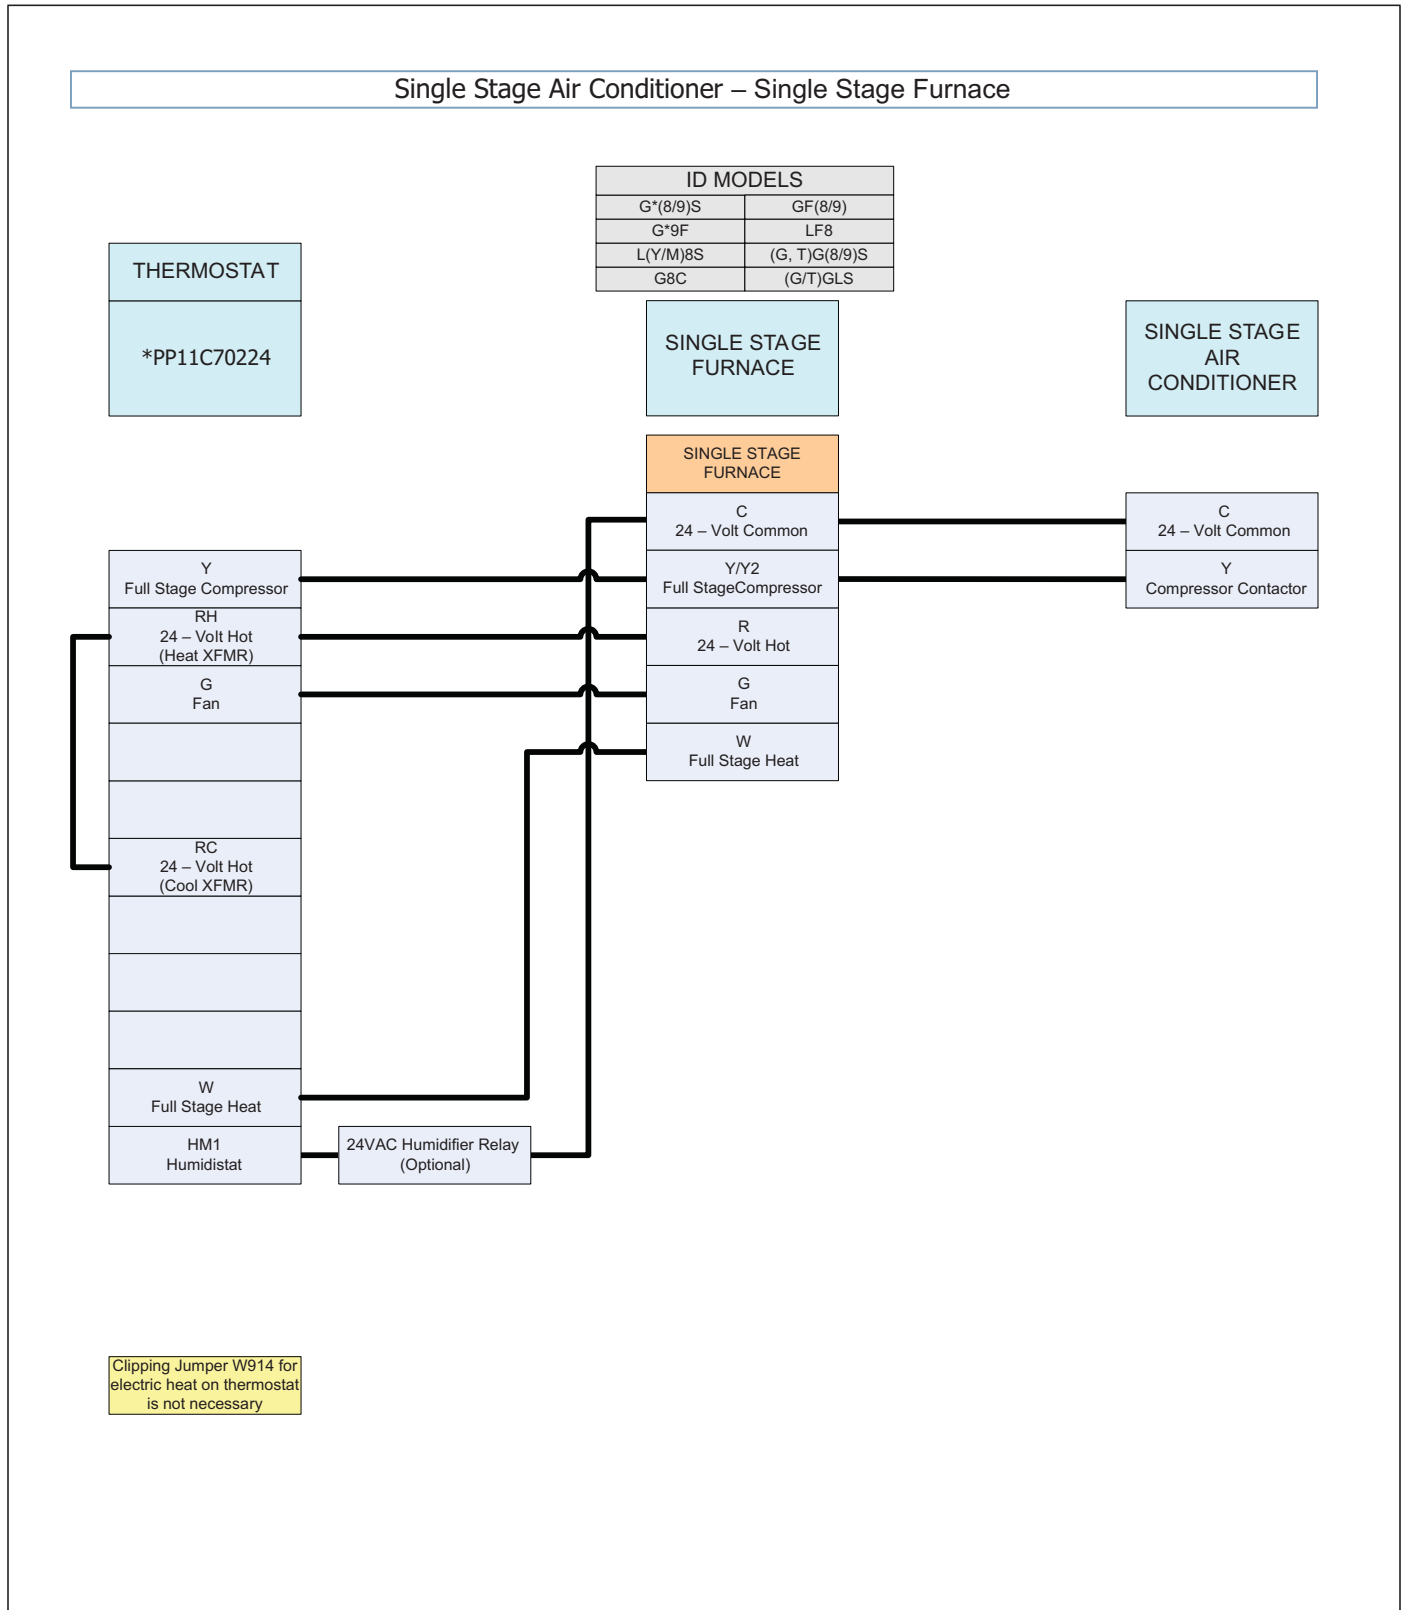 Single Stage Air Conditioner – Single Stage Furnace
ID MODELS
G*(8/9)S GF(8/9)
G*9F LF8
L(Y/M)8S (G, T)G(8/9)S
G8C (G/T)GLS
THERMOSTAT
*PP11C70224
SINGLE STAGE
FURNACE
SINGLE STAGE
AIR
CONDITIONER
SINGLE STAGE
FURNACE
C
24 – Volt Common
Y/Y2
Full StageCompressor
R
24 – Volt Hot
G
Fan
W
Full Stage Heat
C
24 – Volt Common
Y
Compressor Contactor
Y
Full Stage Compressor
RH
24 – Volt Hot
(Heat XFMR)
G
Fan
RC
24 – Volt Hot
(Cool XFMR)
W
Full Stage Heat
HM1
Humidistat
24VAC Humidifier Relay
(Optional)
Clipping Jumper W914 for
electric heat on thermostat
is not necessary